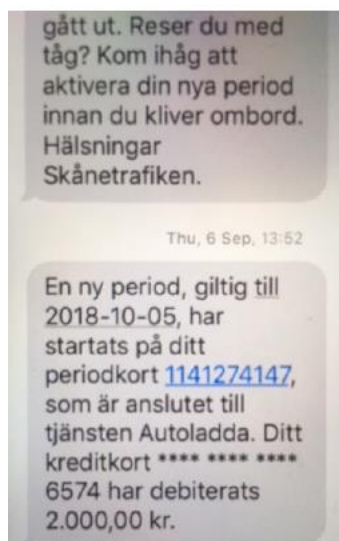 gått ut. Reser du med
tåg? Kom ihåg att
aktivera din nya period
innan du kliver ombord.
Hälsningar
Skånetrafiken.
Thu, 6 Sep, 13:52
En ny period, giltig till
2018-10-05, har
startats på ditt
periodkort 1141274147,
som är anslutet till
tjänsten Autoladda. Ditt
kreditkort **** **** ****
6574 har debiterats
2.000,00 kr.